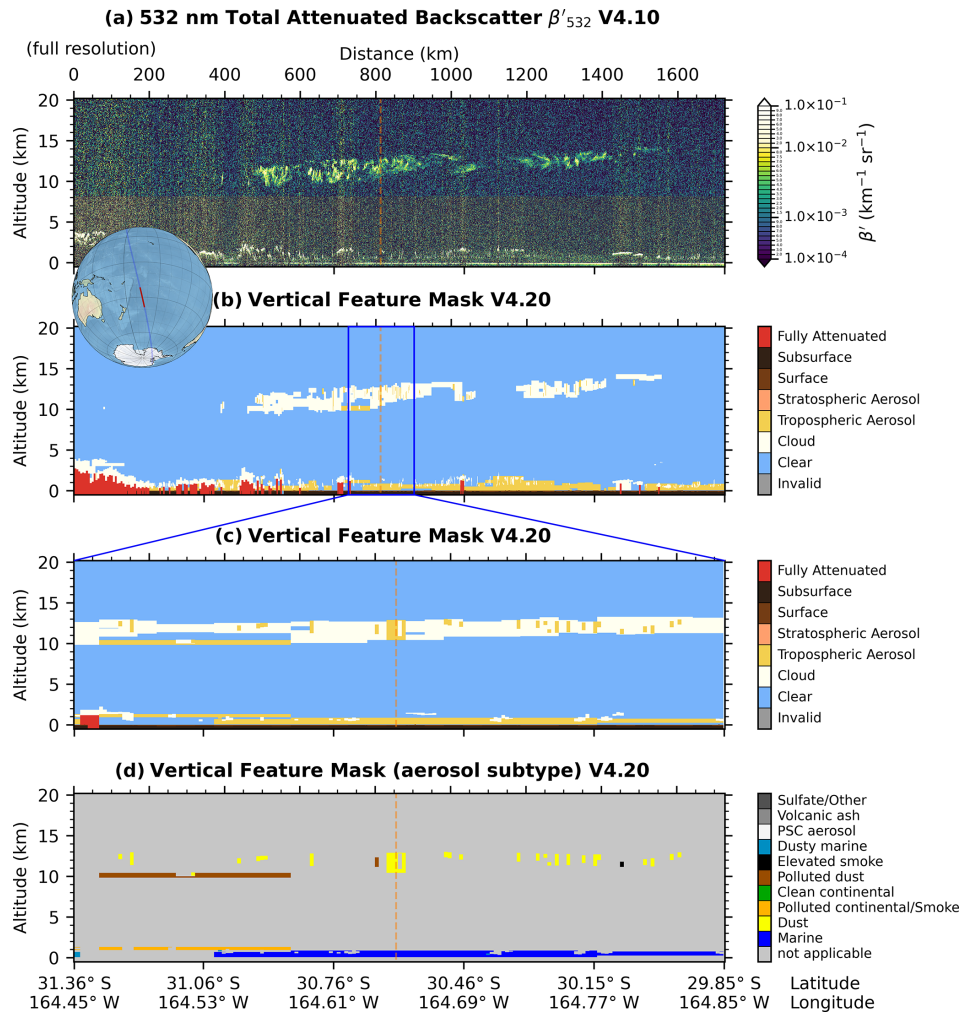 (a) 532 nm Total Attenuated Backscatter β′532 V4.10
(full resolution)
Distance (km)
0 200 400 600 800 1000 1200 1400 1600
Altitude (km)
20
15
10
5
0
1.0×10−1
1.0×10−2
1.0×10−3
1.0×10−4
β′ (km−1 sr−1)
(b) Vertical Feature Mask V4.20
Altitude (km)
20
15
10
5
0
Fully Attenuated
Subsurface
Surface
Stratospheric Aerosol
Tropospheric Aerosol
Cloud
Clear
Invalid
(c) Vertical Feature Mask V4.20
Altitude (km)
20
15
10
5
0
Fully Attenuated
Subsurface
Surface
Stratospheric Aerosol
Tropospheric Aerosol
Cloud
Clear
Invalid
(d) Vertical Feature Mask (aerosol subtype) V4.20
Altitude (km)
20
15
10
5
0
Sulfate/Other
Volcanic ash
PSC aerosol
Dusty marine
Elevated smoke
Polluted dust
Clean continental
Polluted continental/Smoke
Dust
Marine
not applicable
31.36° S 31.06° S 30.76° S 30.46° S 30.15° S 29.85° S Latitude
164.45° W 164.53° W 164.61° W 164.69° W 164.77° W 164.85° W Longitude